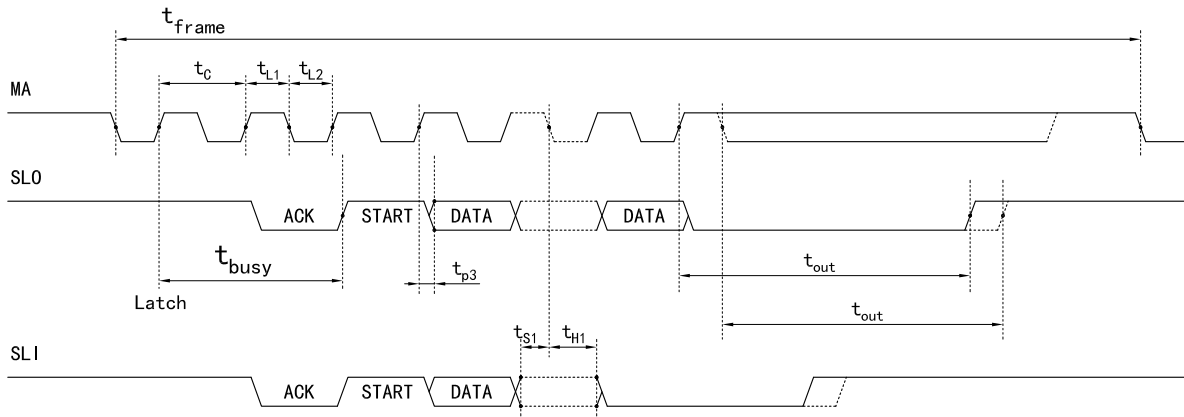 t_frame
t_C t_L1 t_L2
MA
SLO
ACK START DATA DATA
t_busy t_p3 t_out
Latch
t_out
t_S1 t_H1
SLI
ACK START DATA